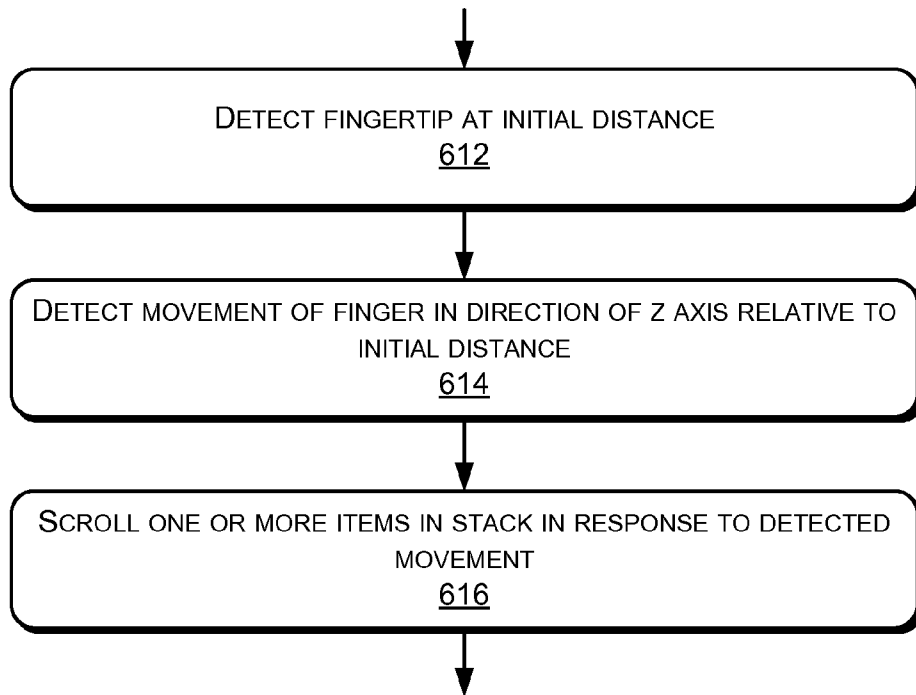 DETECT FINGERTIP AT INITIAL DISTANCE
612
DETECT MOVEMENT OF FINGER IN DIRECTION OF Z AXIS RELATIVE TO
INITIAL DISTANCE
614
SCROLL ONE OR MORE ITEMS IN STACK IN RESPONSE TO DETECTED
MOVEMENT
616